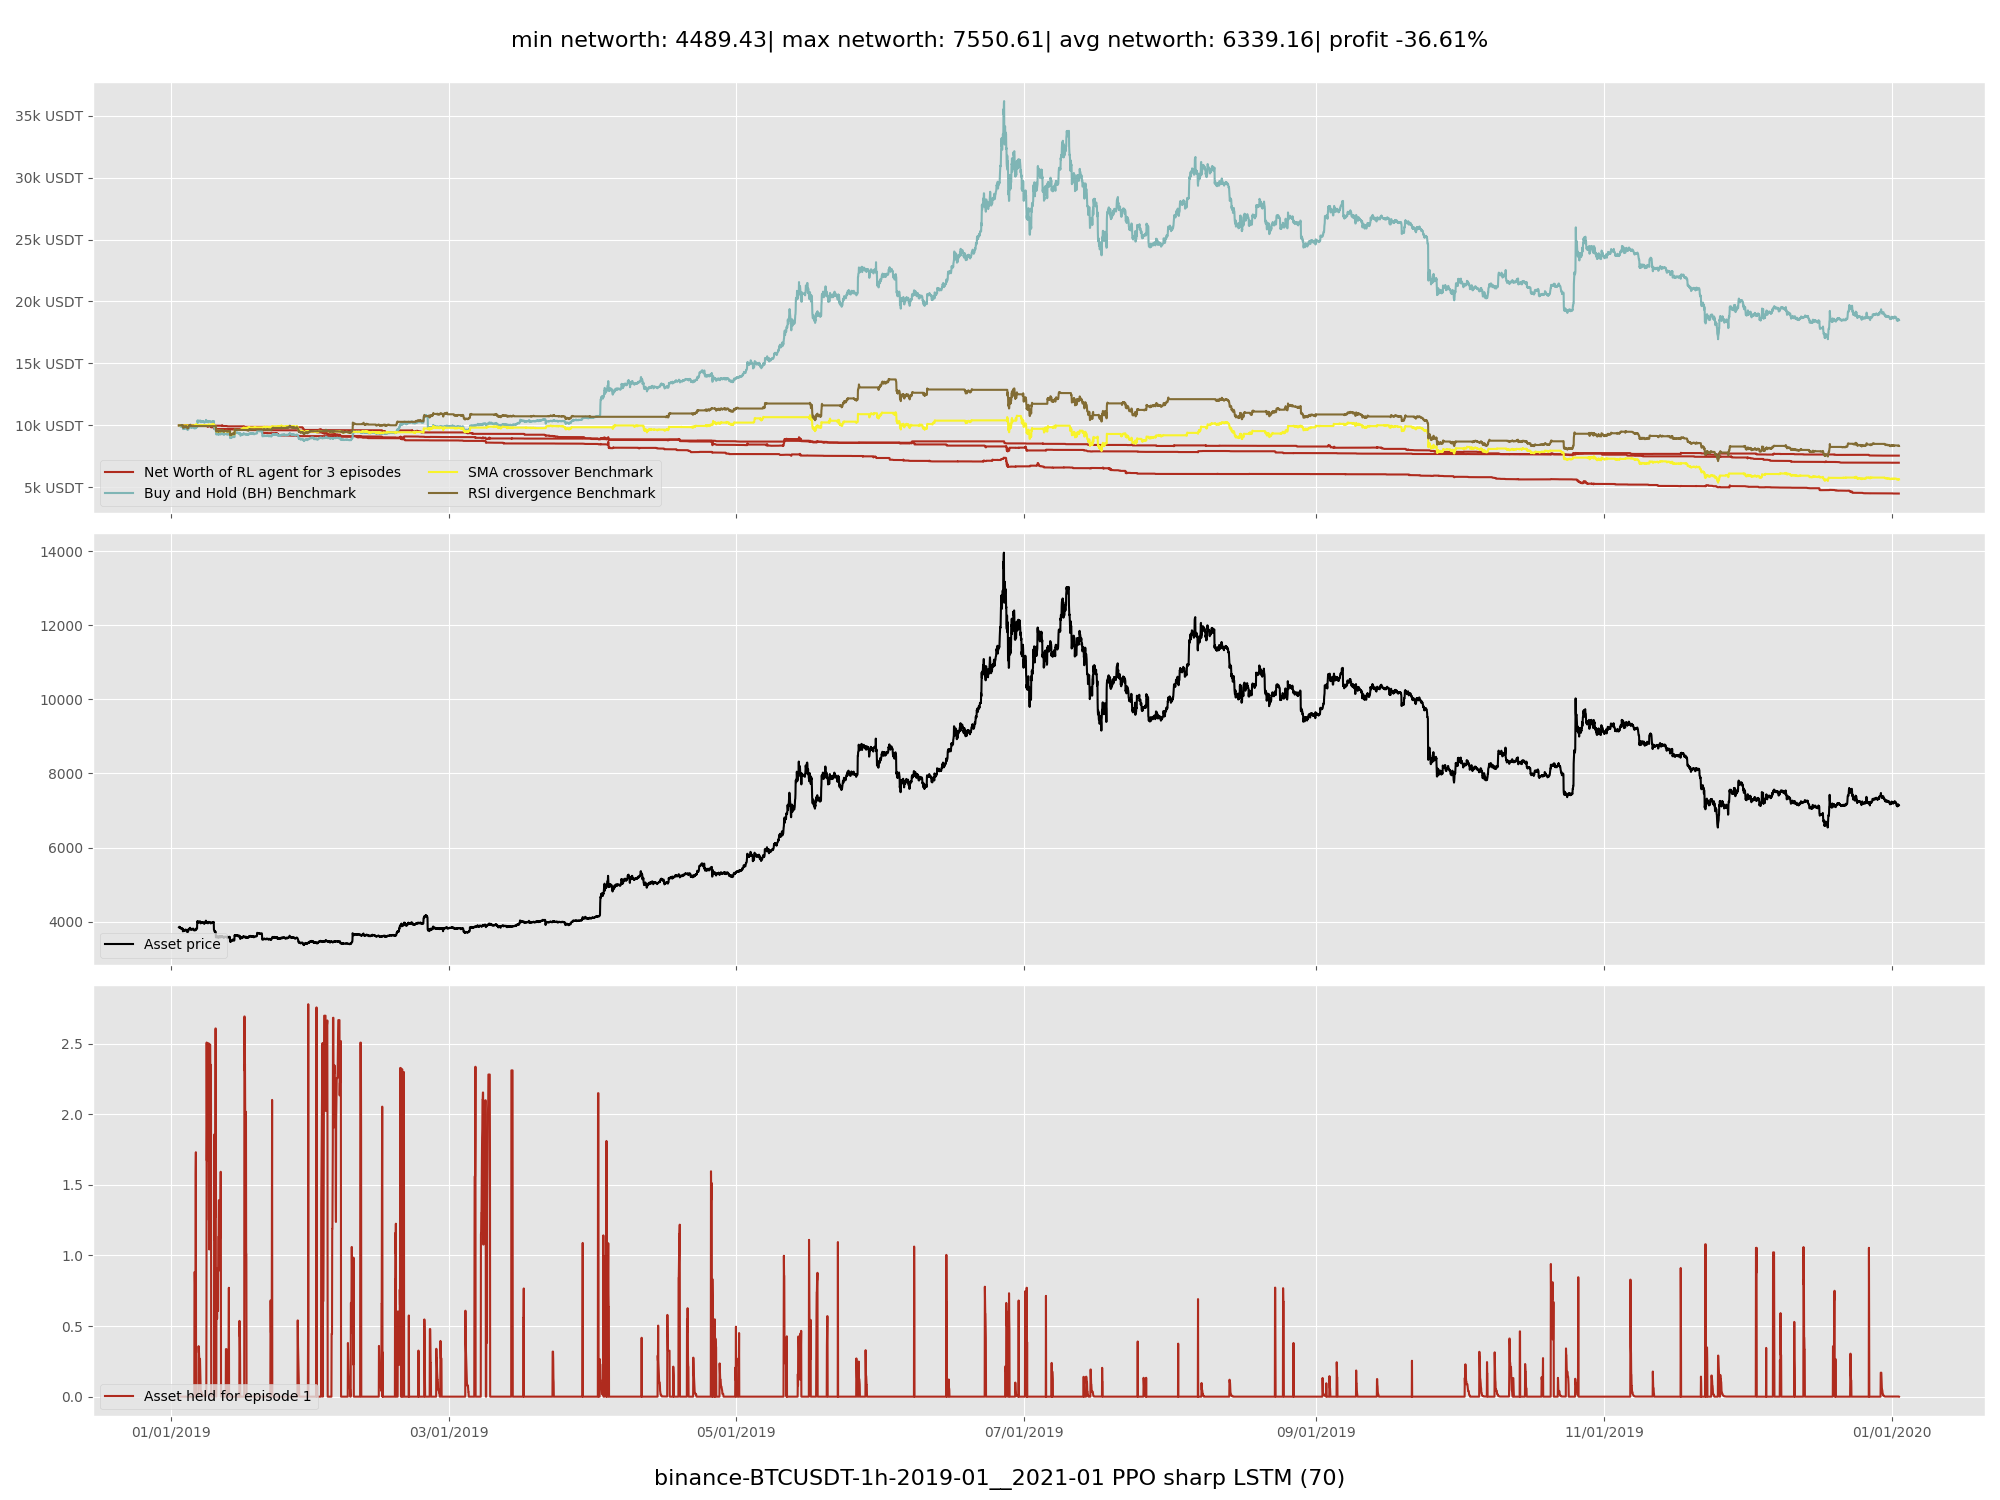 min networth: 4489.43| max networth: 7550.61| avg networth: 6339.16| profit -36.61%
35k USDT
30k USDT
25k USDT
20k USDT
15k USDT
10k USDT
5k USDT
Net Worth of RL agent for 3 episodes
Buy and Hold (BH) Benchmark
SMA crossover Benchmark
RSI divergence Benchmark
14000
12000
10000
8000
6000
4000
Asset price
2.5
2.0
1.5
1.0
0.5
0.0
Asset held for episode 1
01/01/2019 03/01/2019 05/01/2019 07/01/2019 09/01/2019 11/01/2019 01/01/2020
binance-BTCUSDT-1h-2019-01__2021-01 PPO sharp LSTM (70)